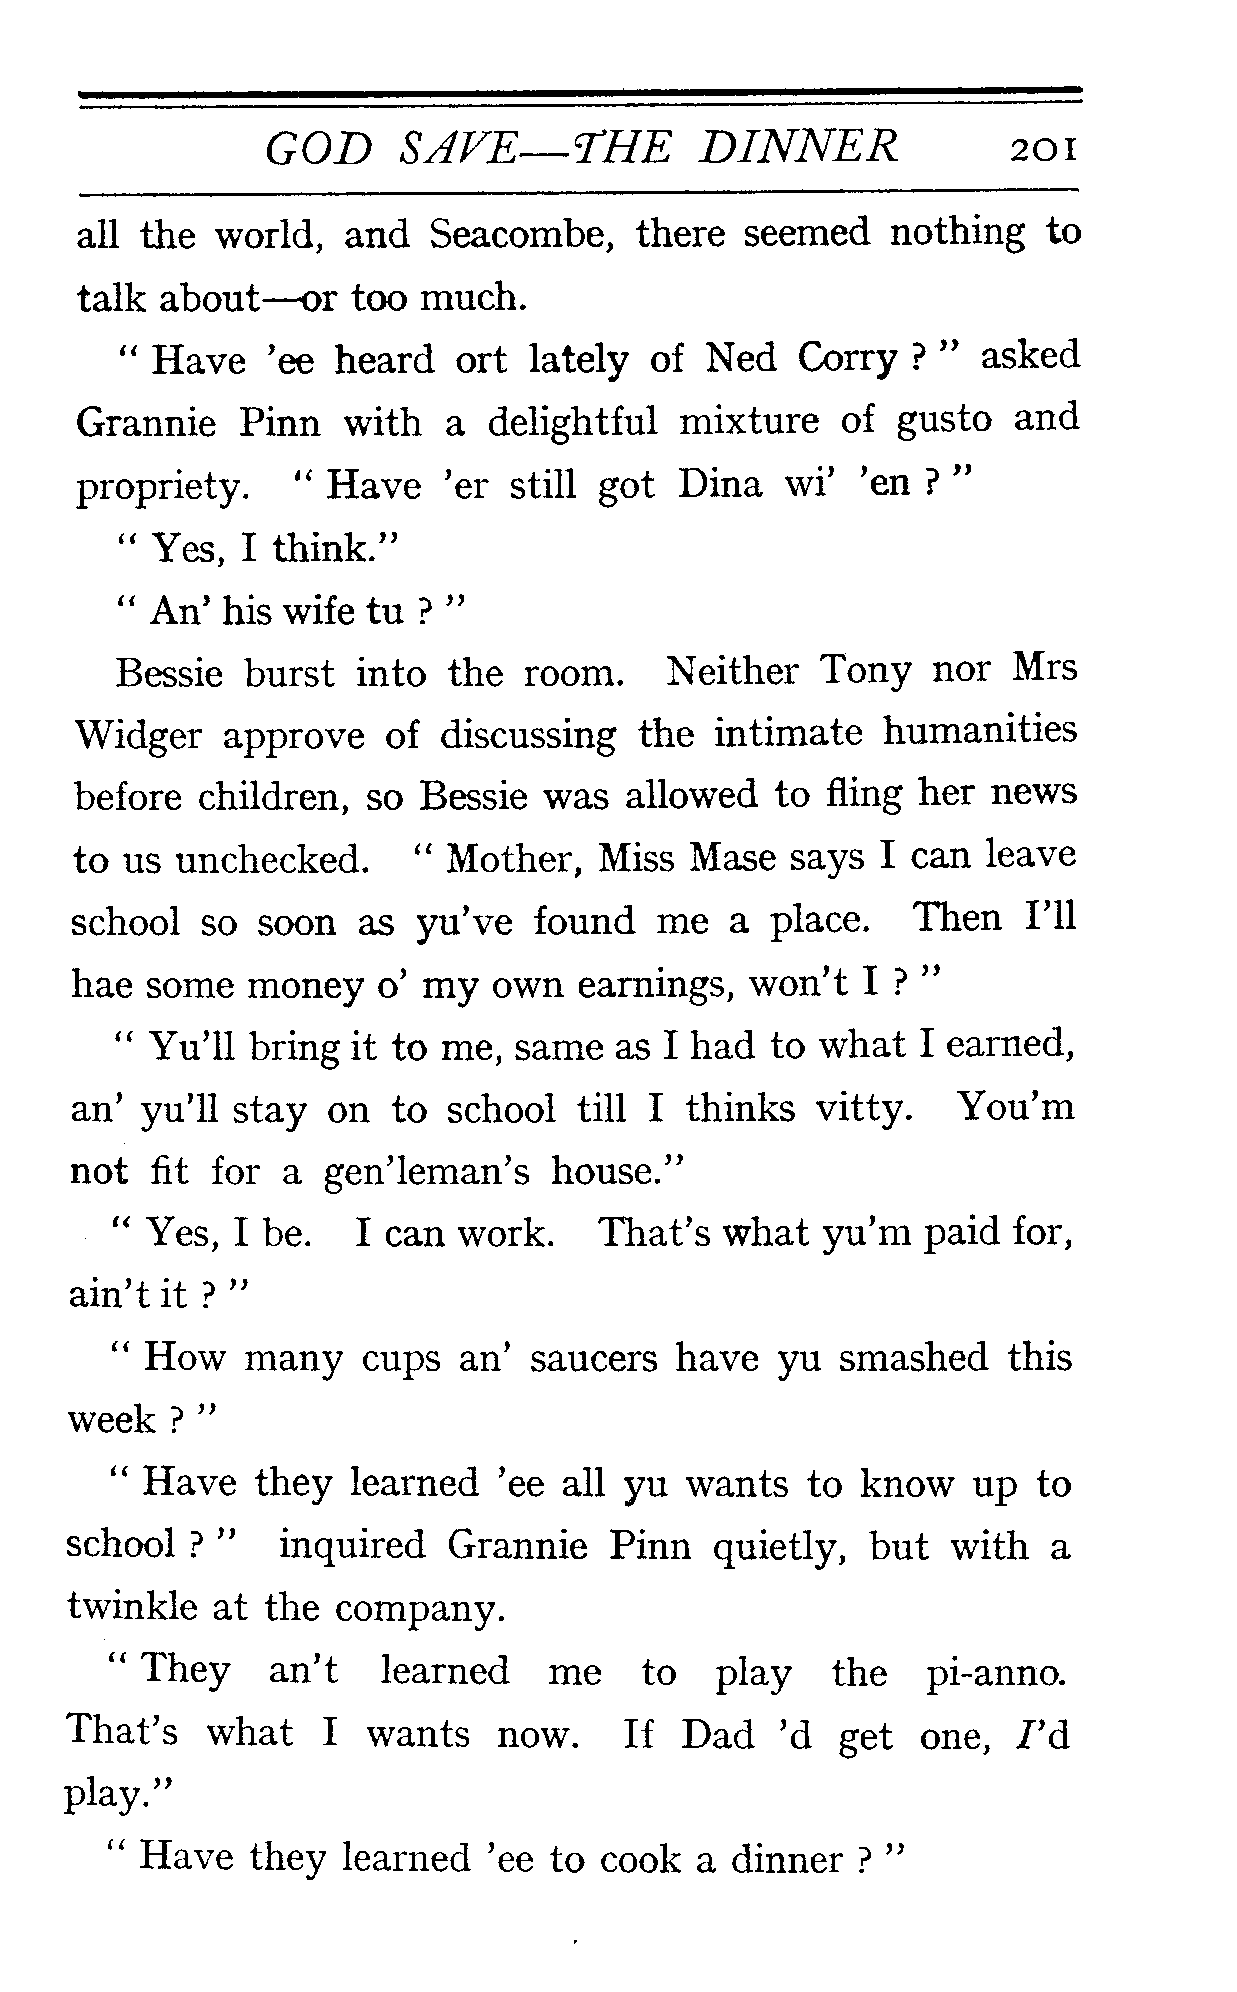 GOD SAVE—THE DINNER 201
all the world, and Seacombe, there seemed nothing to
talk about—or too much.
“ Have ’ee heard ort lately of Ned Corry ? ” asked
Grannie Pinn with a delightful mixture of gusto and
propriety. “ Have ’er still got Dina wi’ ’en ? ”
“ Yes, I think.”
“ An’ his wife tu ? ”
Bessie burst into the room. Neither Tony nor Mrs
Widger approve of discussing the intimate humanities
before children, so Bessie was allowed to fling her news
to us unchecked. “ Mother, Miss Mase says I can leave
school so soon as yu’ve found me a place. Then I’ll
hae some money o’ my own earnings, won’t I ? ”
“ Yu’ll bring it to me, same as I had to what I earned,
an’ yu’ll stay on to school till I thinks vitty. You’m
not fit for a gen’leman’s house.”
“ Yes, I be. I can work. That’s what yu’m paid for,
ain’t it ? ”
“ How many cups an’ saucers have yu smashed this
week ? ”
“ Have they learned ’ee all yu wants to know up to
school ? ” inquired Grannie Pinn quietly, but with a
twinkle at the company.
“ They an’t learned me to play the pi-anno.
That’s what I wants now. If Dad ’d get one, I’d
play.”
“ Have they learned ’ee to cook a dinner ? ”